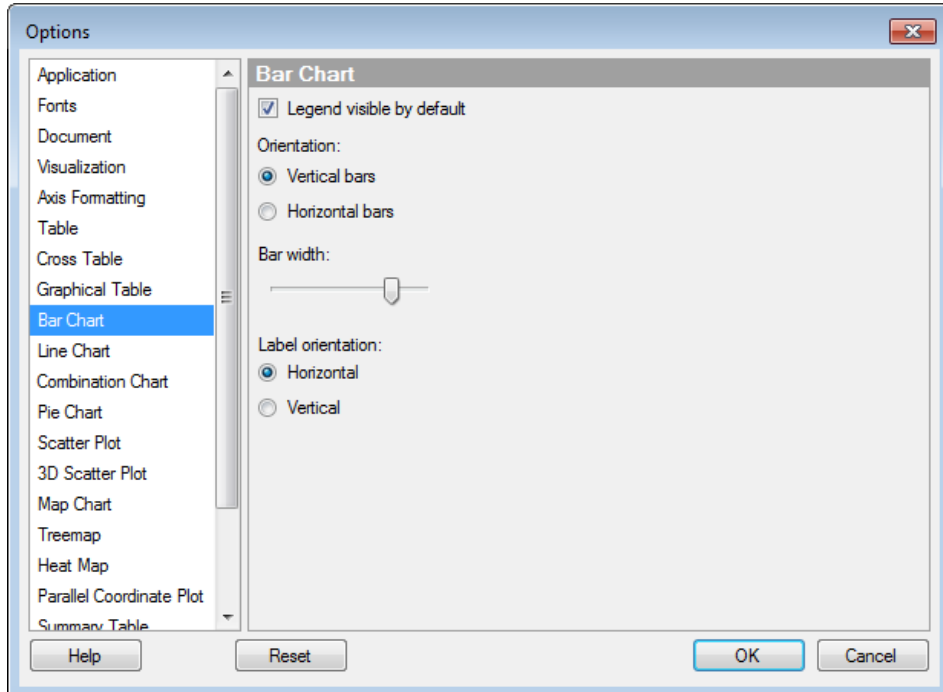 Options
Application
Fonts
Document
Visualization
Axis Formatting
Table
Cross Table
Graphical Table
Bar Chart
Line Chart
Combination Chart
Pie Chart
Scatter Plot
3D Scatter Plot
Map Chart
Treemap
Heat Map
Parallel Coordinate Plot
Summary Table
Bar Chart
Legend visible by default
Orientation:
Vertical bars
Horizontal bars
Bar width:
Label orientation:
Horizontal
Vertical
Help
Reset
OK
Cancel